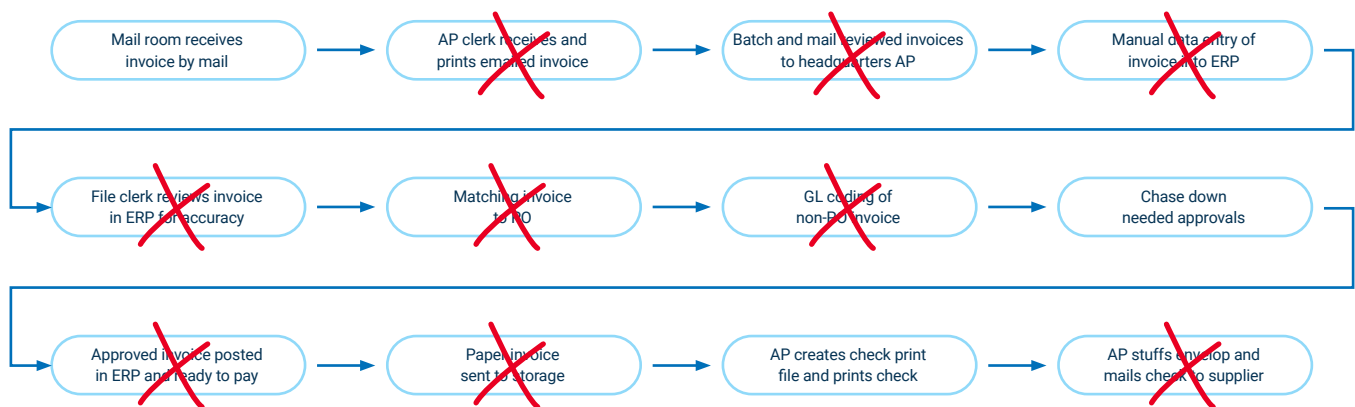 Mail room receives
invoice by mail
AP clerk receives and
prints emailed invoice
Batch and mail reviewed invoices
to headquarters AP
Manual data entry of
invoice into ERP
File clerk reviews invoice
in ERP for accuracy
Matching invoice
to PO
GL coding of
non-PO invoice
Chase down
needed approvals
Approved invoice posted
in ERP and ready to pay
Paper invoice
sent to storage
AP creates check print
file and prints check
AP stuffs envelop and
mails check to supplier